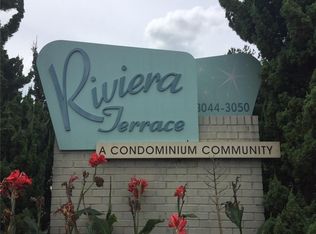 Riviera
Terrace
3044-3050
A CONDOMINIUM COMMUNITY